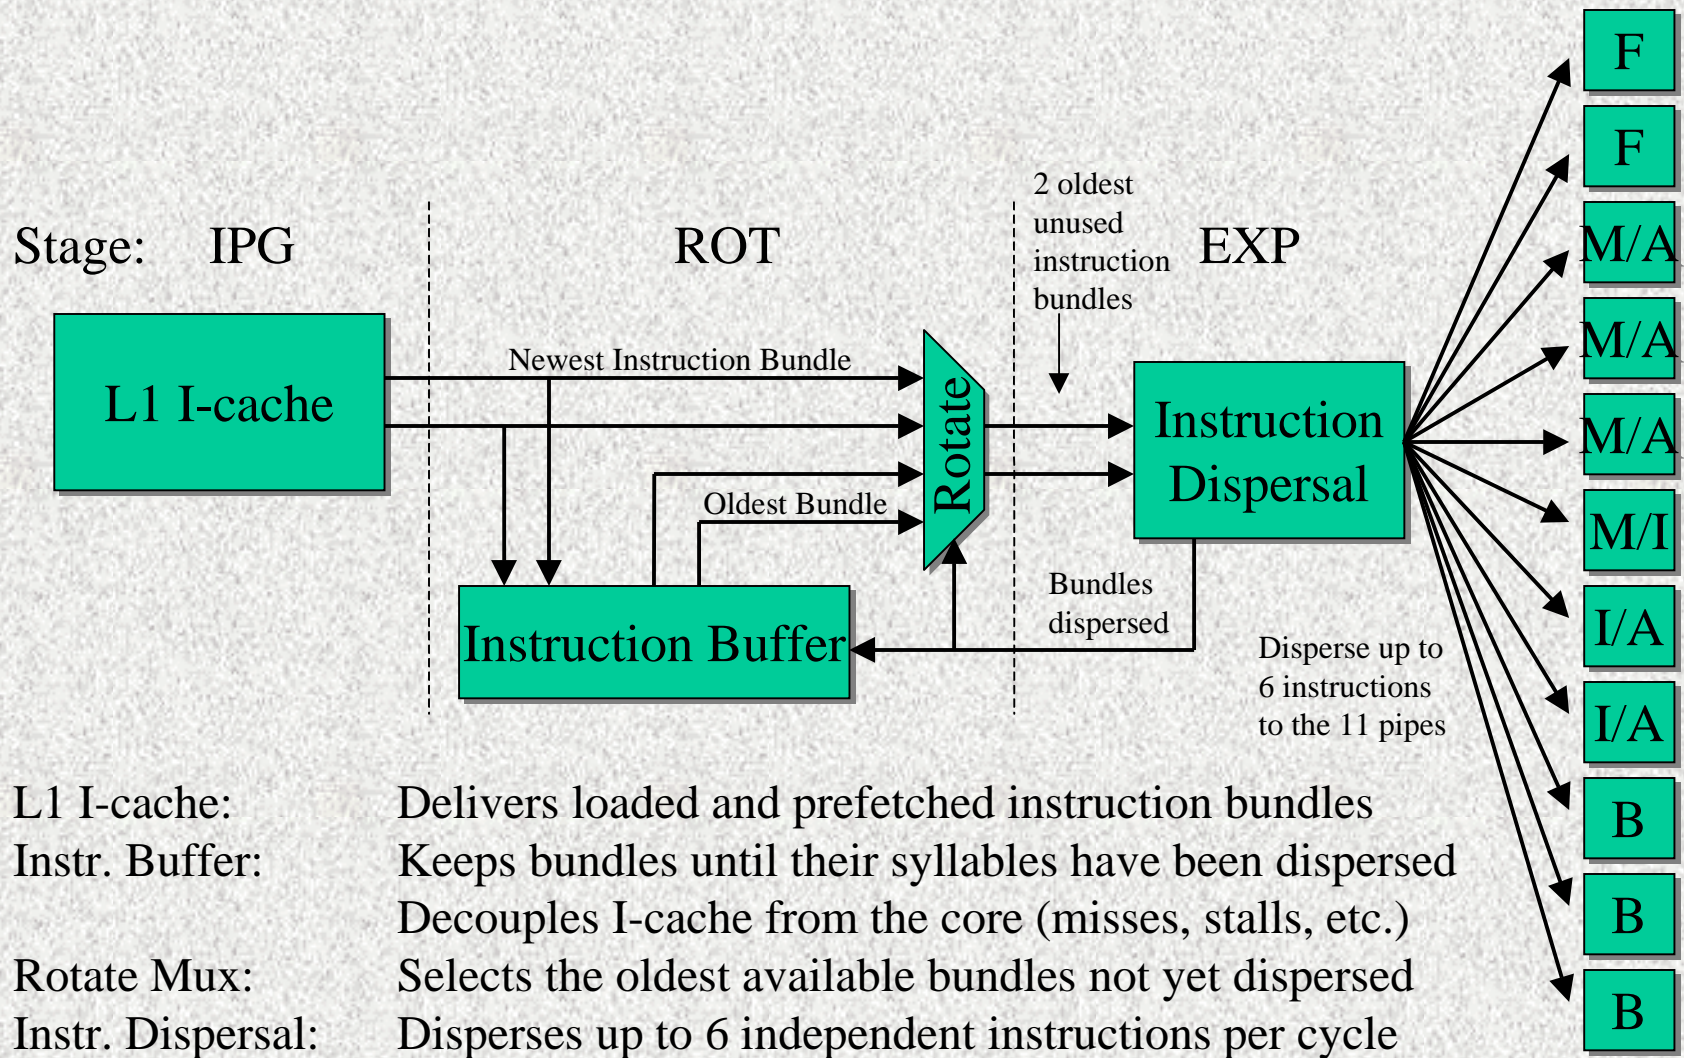 F
F
M/A
M/A
M/A
M/I
I/A
I/A
B
B
B
Stage: IPG ROT EXP
2 oldest
unused
instruction
bundles
L1 I-cache
Newest Instruction Bundle
Oldest Bundle
Rotate
Instruction
Dispersal
Instruction Buffer
Bundles
dispersed
Disperse up to
6 instructions
to the 11 pipes
L1 I-cache: Delivers loaded and prefetched instruction bundles
Instr. Buffer: Keeps bundles until their syllables have been dispersed
Decouples I-cache from the core (misses, stalls, etc.)
Rotate Mux: Selects the oldest available bundles not yet dispersed
Instr. Dispersal: Disperses up to 6 independent instructions per cycle